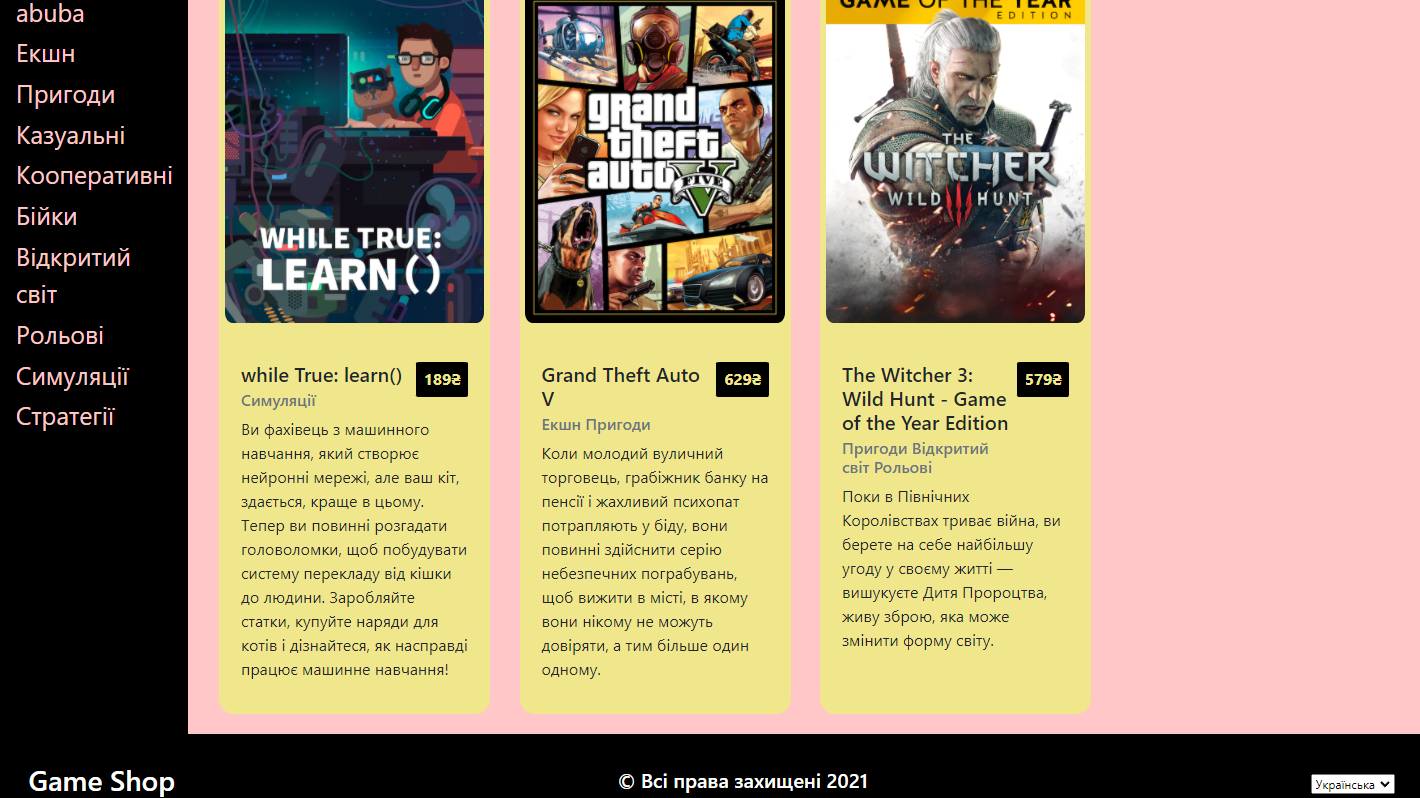 abuba
Екшн
Пригоди
Казуальні
Кооперативні
Бійки
Відкритий
світ
Рольові
Симуляції
Стратегії
WHILE TRUE:
LEARN()
grand
theft
auto V
FIVE
GAME OF THE YEAR
EDITION
THE
WITCHER
WILD HUNT
while True: learn()
189₴
Симуляції
Ви фахівець з машинного
навчання, який створює
нейронні мережі, але ваш кіт,
здається, краще в цьому.
Тепер ви повинні розгадати
головоломки, щоб побудувати
систему перекладу від кішки
до людини. Заробляйте
статки, купуйте наряди для
котів і дізнайтеся, як насправді
працює машинне навчання!
Grand Theft Auto
V
629₴
Екшн Пригоди
Коли молодий вуличний
торговець, грабіжник банку на
пенсії і жахливий психопат
потрапляють у біду, вони
повинні здійснити серію
небезпечних пограбувань,
щоб вижити в місті, в якому
вони нікому не можуть
довіряти, а тим більше один
одному.
The Witcher 3:
Wild Hunt - Game
of the Year Edition
579₴
Пригоди Відкритий
світ Рольові
Поки в Північних
Королівствах триває війна, ви
берете на себе найбільшу
угоду у своєму житті —
вишукуєте Дитя Пророцтва,
живу зброю, яка може
змінити форму світу.
Game Shop
© Всі права захищені 2021
Українська